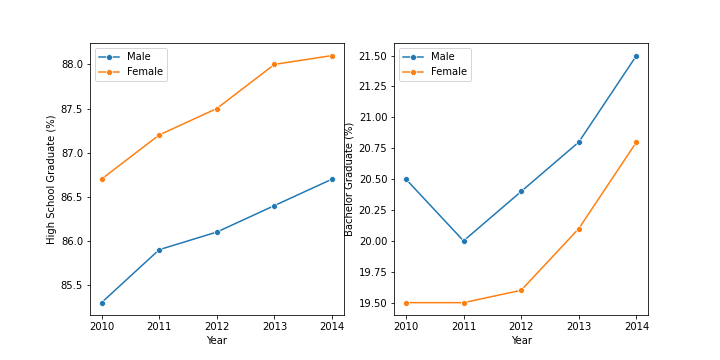 Male
Female
High School Graduate (%)
88.0
87.5
87.0
86.5
86.0
85.5
2010 2011 2012 2013 2014
Year
Male
Female
Bachelor Graduate (%)
21.50
21.25
21.00
20.75
20.50
20.25
20.00
19.75
19.50
2010 2011 2012 2013 2014
Year